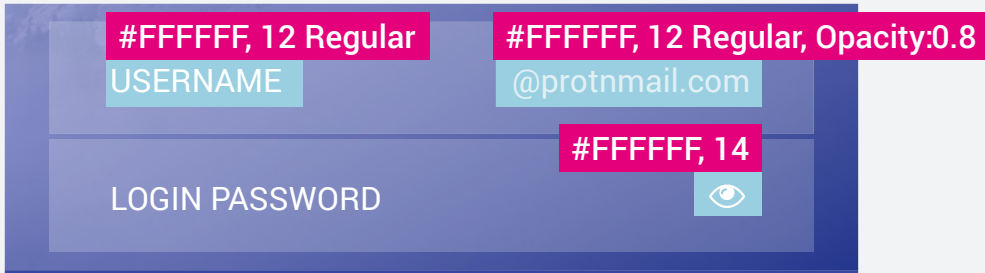 #FFFFFF, 12 Regular #FFFFFF, 12 Regular, Opacity:0.8
USERNAME @protnmail.com
#FFFFFF, 14
LOGIN PASSWORD